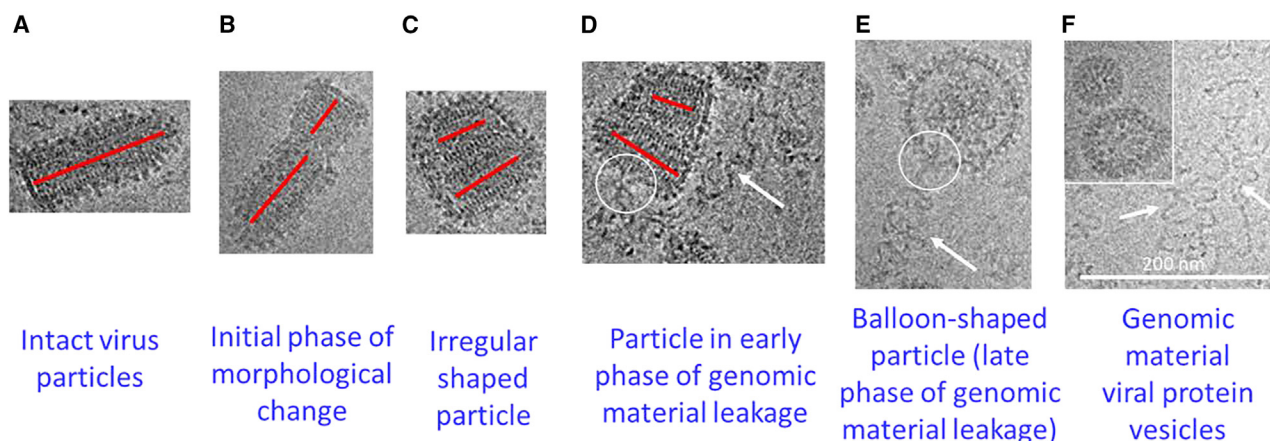 A
B
C
D
E
F
200 nm
Intact virus
particles
Initial phase of
morphological
change
Irregular
shaped
particle
Particle in early
phase of genomic
material leakage
Balloon-shaped
particle (late
phase of genomic
material leakage)
Genomic
material
viral protein
vesicles